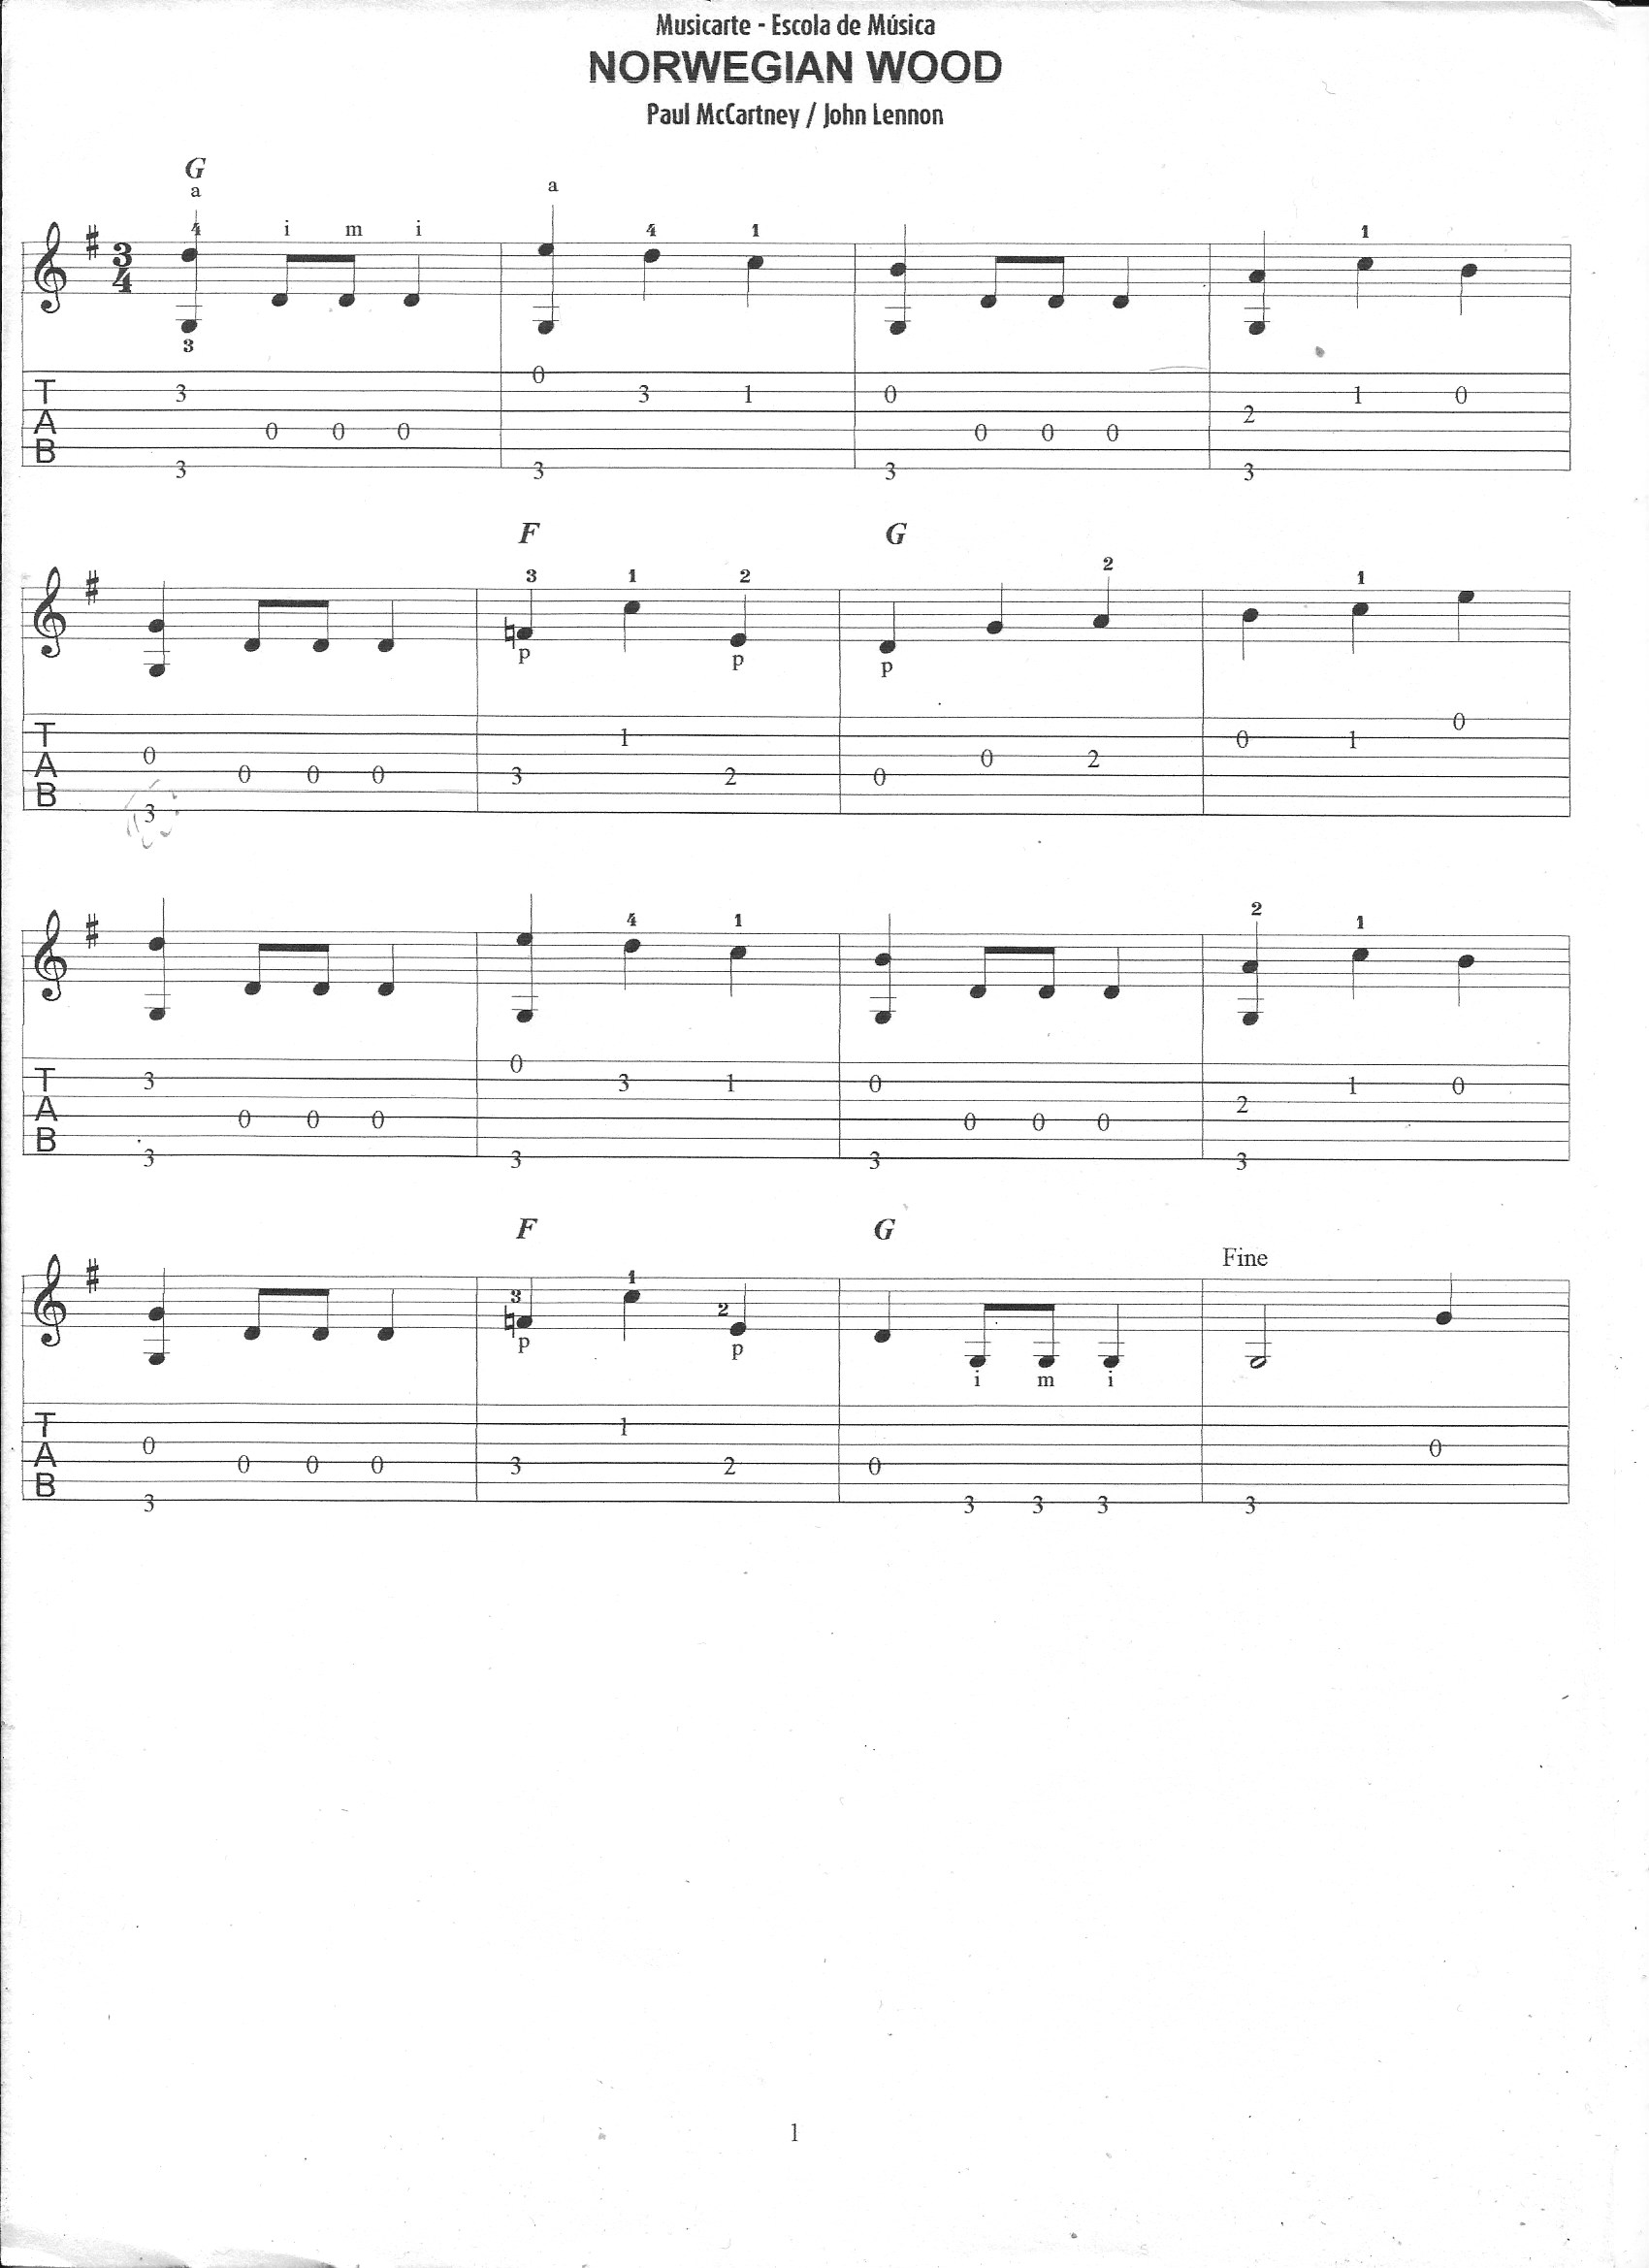 Musicarte - Escola de Música
NORWEGIAN WOOD
Paul McCartney / John Lennon
G
a a
4 i m i 4 1 1
3
4
3
0
T 3 3 1 0 1 0
A 0 0 0 0 0 0 2
B 3 3 3 3
F G
3 1 2 2 1
p p p
0
T 1 0 1
A 0 0 0 0 3 2 0 0 2
B 3
4 1 2 1
0
T 3 3 1 0 1 0
A 0 0 0 0 0 0 2
B 3 3 3 3
F G
Fine
3 1 2
p p i m i
T 1
A 0 0 0 0 3 2 0 0
B 3 3 3 3 3
1